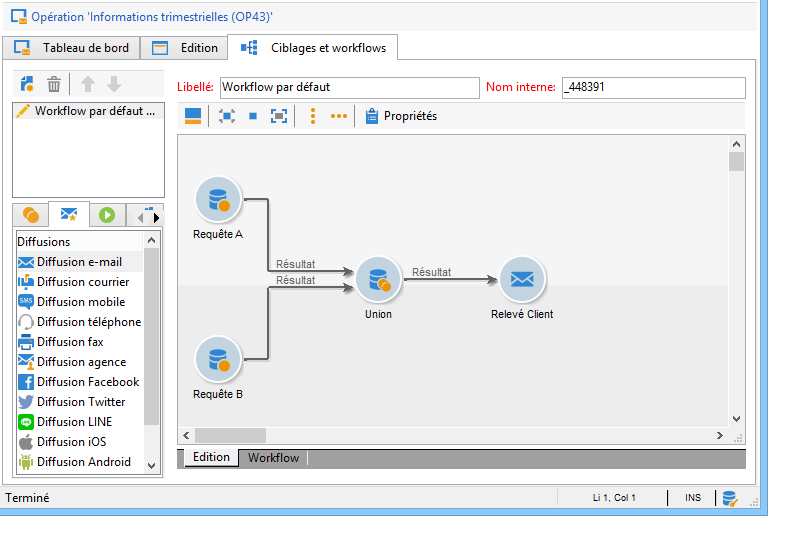 Opération 'Informations trimestrielles (OP43)'
Tableau de bord
Edition
Ciblages et workflows
Libellé: Workflow par défaut
Nom interne: _448391
Workflow par défaut ...
Propriétés
Diffusions
Diffusion e-mail
Diffusion courrier
SMS Diffusion mobile
Diffusion téléphone
Diffusion fax
Diffusion agence
Diffusion Facebook
Diffusion Twitter
Diffusion LINE
Diffusion iOS
Diffusion Android
Requête A
Résultat
Résultat
Union
Résultat
Relevé Client
Requête B
Edition
Workflow
Terminé
Li 1, Col 1
INS